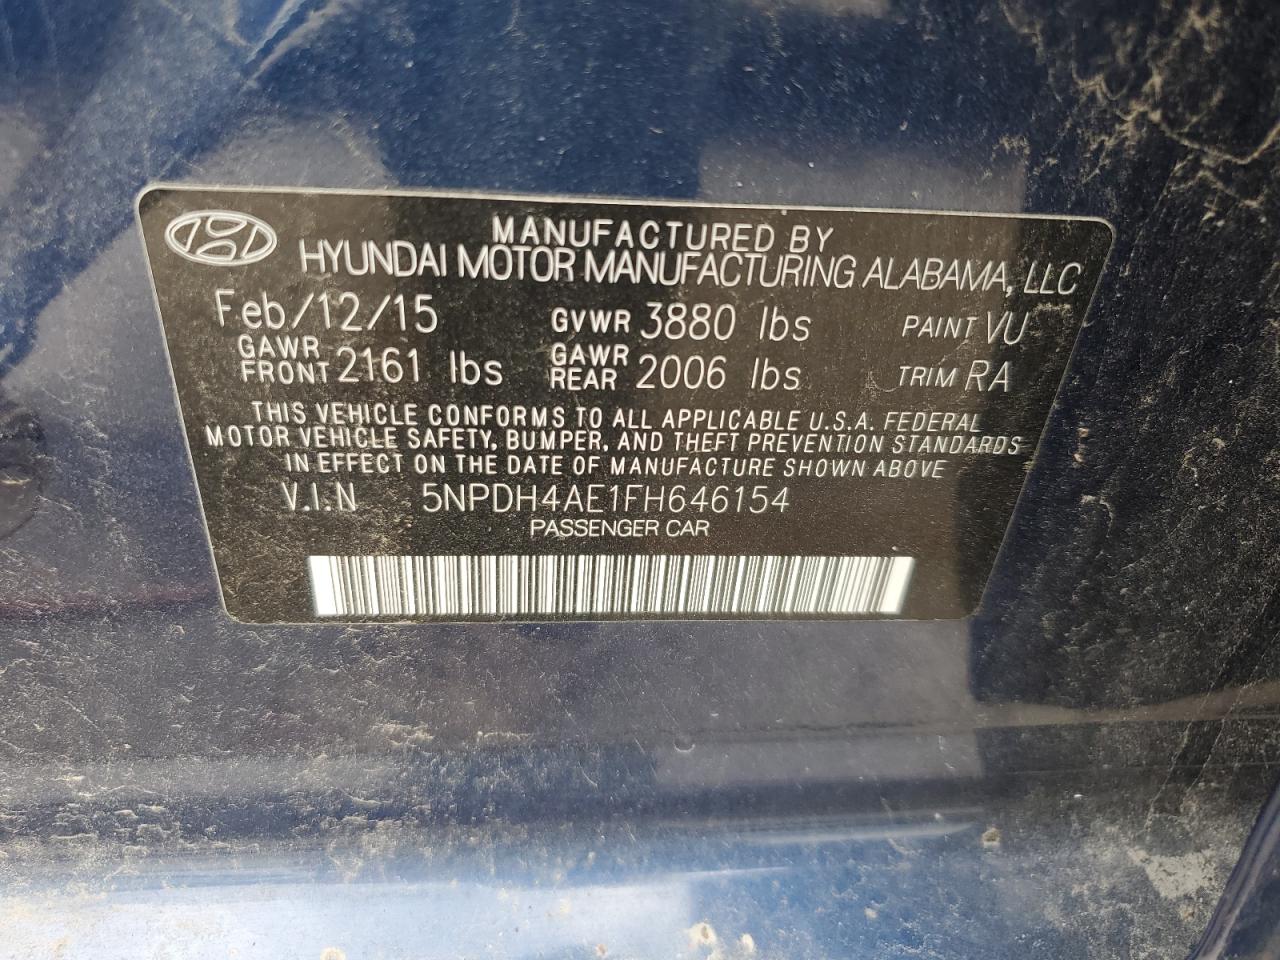 MANUFACTURED BY
HYUNDAI MOTOR MANUFACTURING ALABAMA, LLC
Feb/12/15 GVWR 3880 lbs PAINT VU
GAWR FRONT 2161 lbs GAWR REAR 2006 lbs TRIM RA
THIS VEHICLE CONFORMS TO ALL APPLICABLE U.S.A. FEDERAL
MOTOR VEHICLE SAFETY, BUMPER, AND THEFT PREVENTION STANDARDS
IN EFFECT ON THE DATE OF MANUFACTURE SHOWN ABOVE
V.I.N 5NPDH4AE1FH646154
PASSENGER CAR